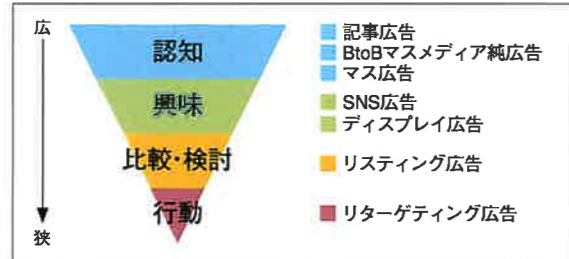 広
認知
興味
比較・検討
行動
狭
記事広告
BtoBマスメディア純広告
マス広告
SNS広告
ディスプレイ広告
リスティング広告
リターゲティング広告